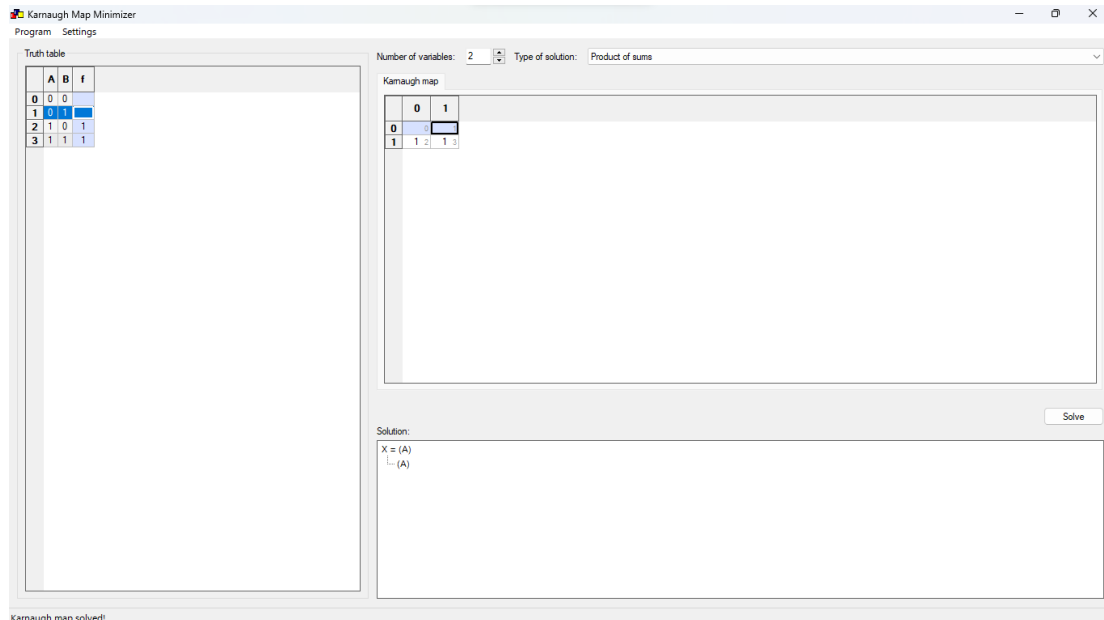 Karnaugh Map Minimizer
Program Settings
Truth table
A B f
0 0 0
1 0 1
2 1 0 1
3 1 1 1
Number of variables: 2 Type of solution: Product of sums
Karnaugh map
0 1
0 0 1
1 1 2 1 3
Solve
Solution:
X = (A)
(A)
Karnaugh map solved!